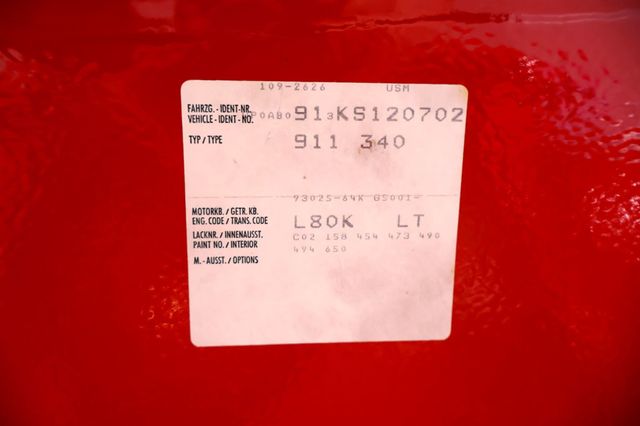 109-2626 USM
FAHRZG. - IDENT-NR.
VEHICLE - IDENT - NO. P0AB0913KS120702
TYP / TYPE 911 340
93025-64K GS001-
MOTORKB. / GETR. KB.
ENG. CODE / TRANS. CODE L80K LT
LACKNR. / INNENAUSST. C02 158 454 473 490
PAINT NO. / INTERIOR 494 650
M. - AUSST. / OPTIONS